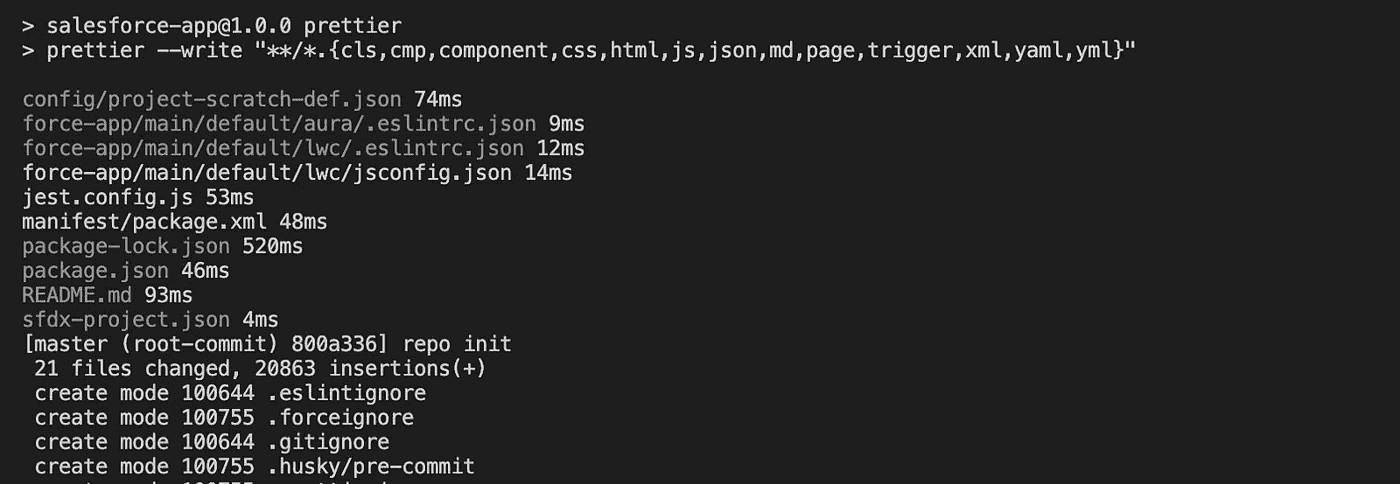 > salesforce-app@1.0.0 prettier
> prettier --write "**/*.{cls,cmp,component,css,html,js,json,md,page,trigger,xml,yaml,yml}"
config/project-scratch-def.json 74ms
force-app/main/default/aura/.eslintrc.json 9ms
force-app/main/default/lwc/.eslintrc.json 12ms
force-app/main/default/lwc/jsconfig.json 14ms
jest.config.js 53ms
manifest/package.xml 48ms
package-lock.json 520ms
package.json 46ms
README.md 93ms
sfdx-project.json 4ms
[master (root-commit) 800a336] repo init
21 files changed, 20863 insertions(+)
create mode 100644 .eslintignore
create mode 100755 .forceignore
create mode 100644 .gitignore
create mode 100755 .husky/pre-commit